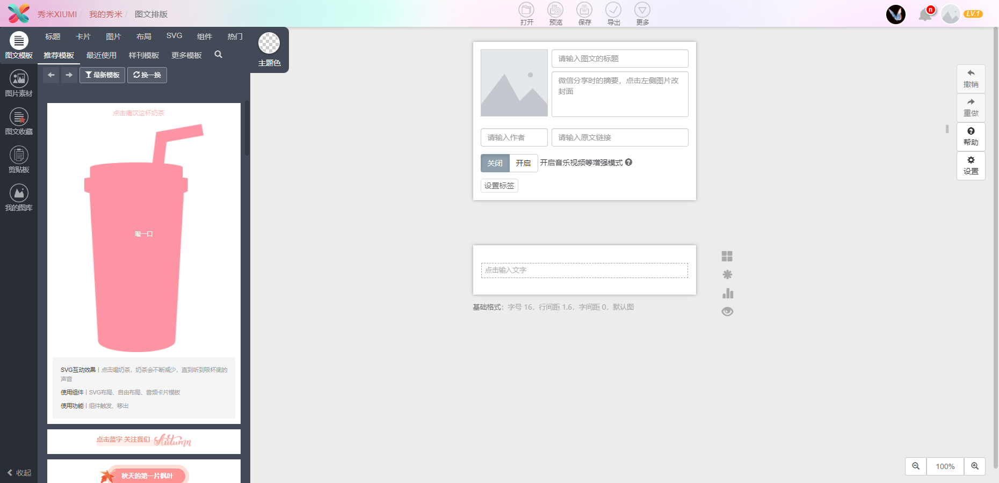 秀米XIUMI / 我的秀米 / 图文排版
打开
预览
保存
导出
更多
n
LV.1
图文模板
图片素材
图文收藏
剪贴板
我的图库
收起
标题 卡片 图片 布局 SVG 组件 热门
推荐模板 最近使用 样刊模板 更多模板
最新模板 换一换
主题色
点击痛饮这杯奶茶
喝一口
SVG互动效果 | 点击喝奶茶，奶茶会不断减少，直到听到吸杯底的
声音
使用组件 | SVG布局、自由布局、音频卡片模板
使用功能 | 组件触发、移出
点击蓝字 关注我们 Autumn
秋天的第一片枫叶
请输入图文的标题
微信分享时的摘要，点击左侧图片改
封面
请输入作者
请输入原文链接
关闭 开启 开启音乐视频等增强模式
设置标签
点击输入文字
基础格式：字号 16，行间距 1.6，字间距 0，默认图
撤销
重做
帮助
设置
100%